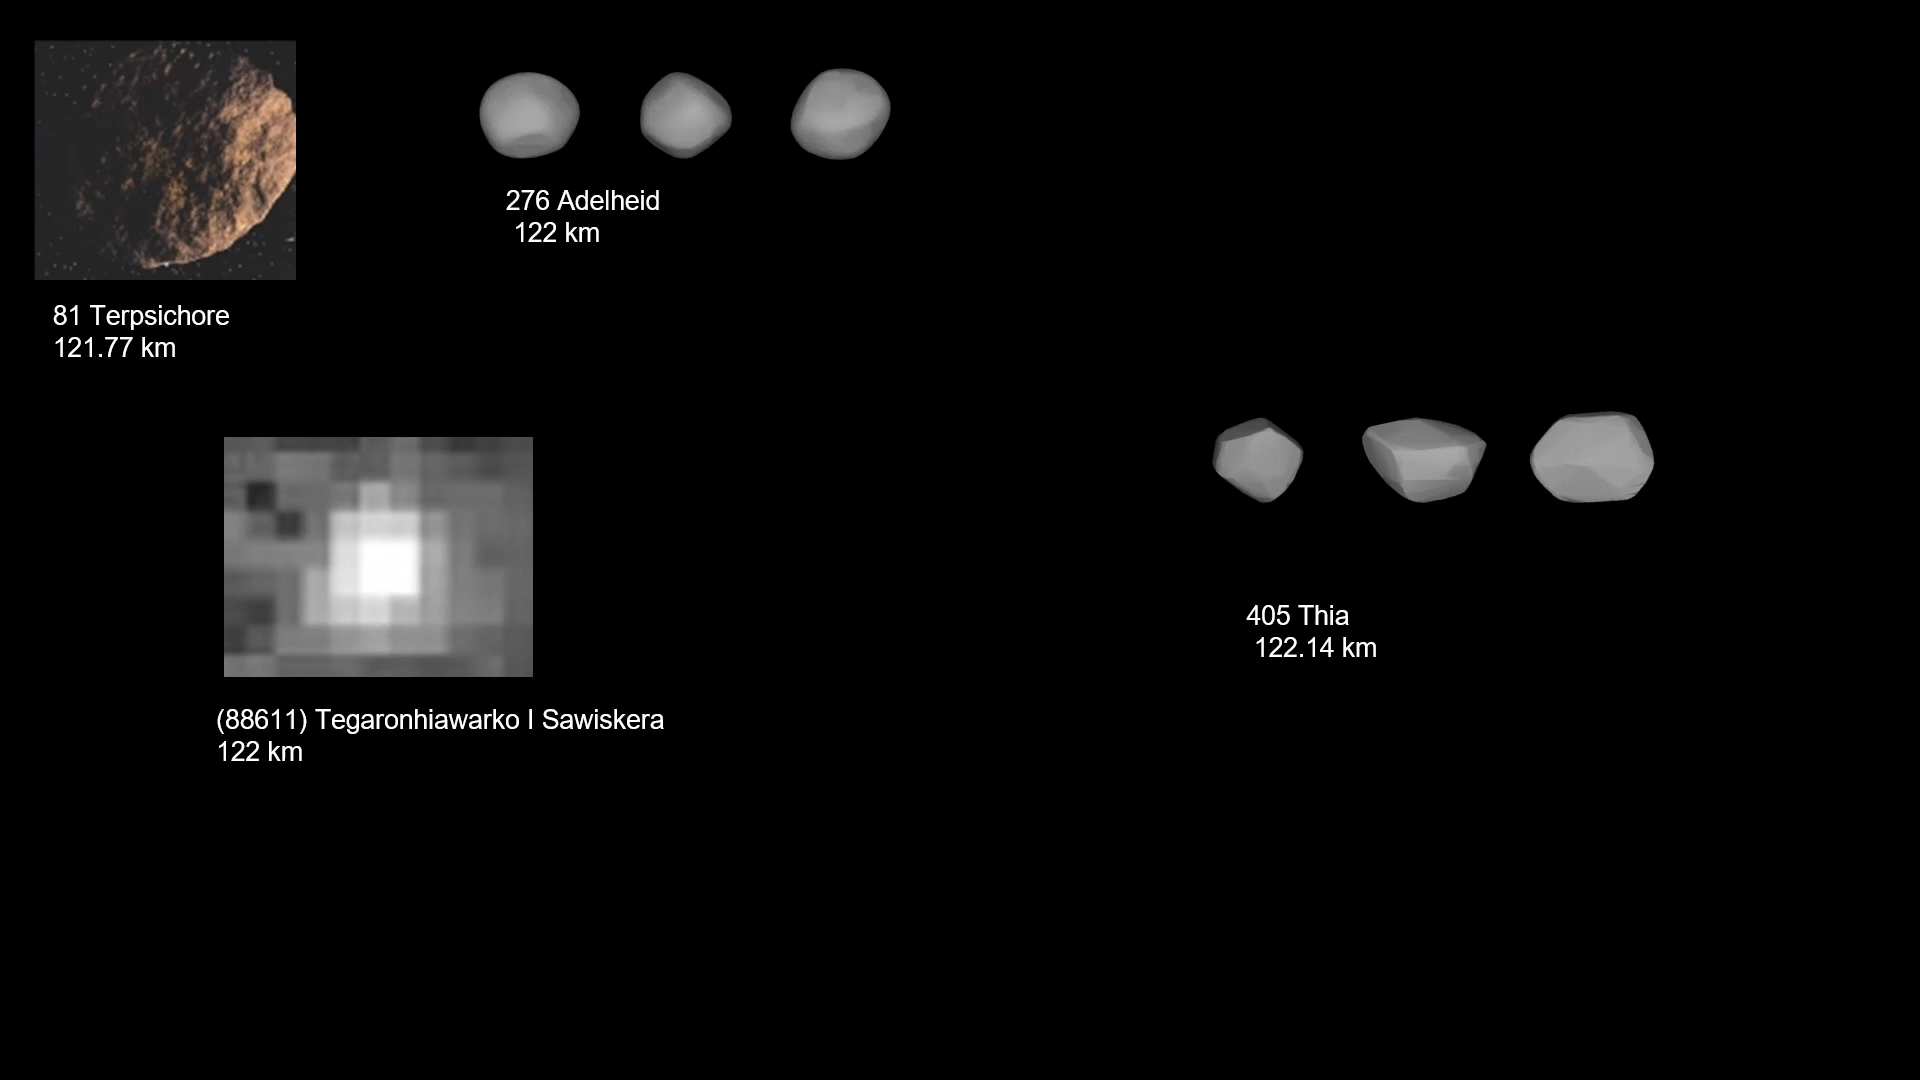 81 Terpsichore
121.77 km
276 Adelheid
122 km
(88611) Tegaronhiawarko I Sawiskera
122 km
405 Thia
122.14 km